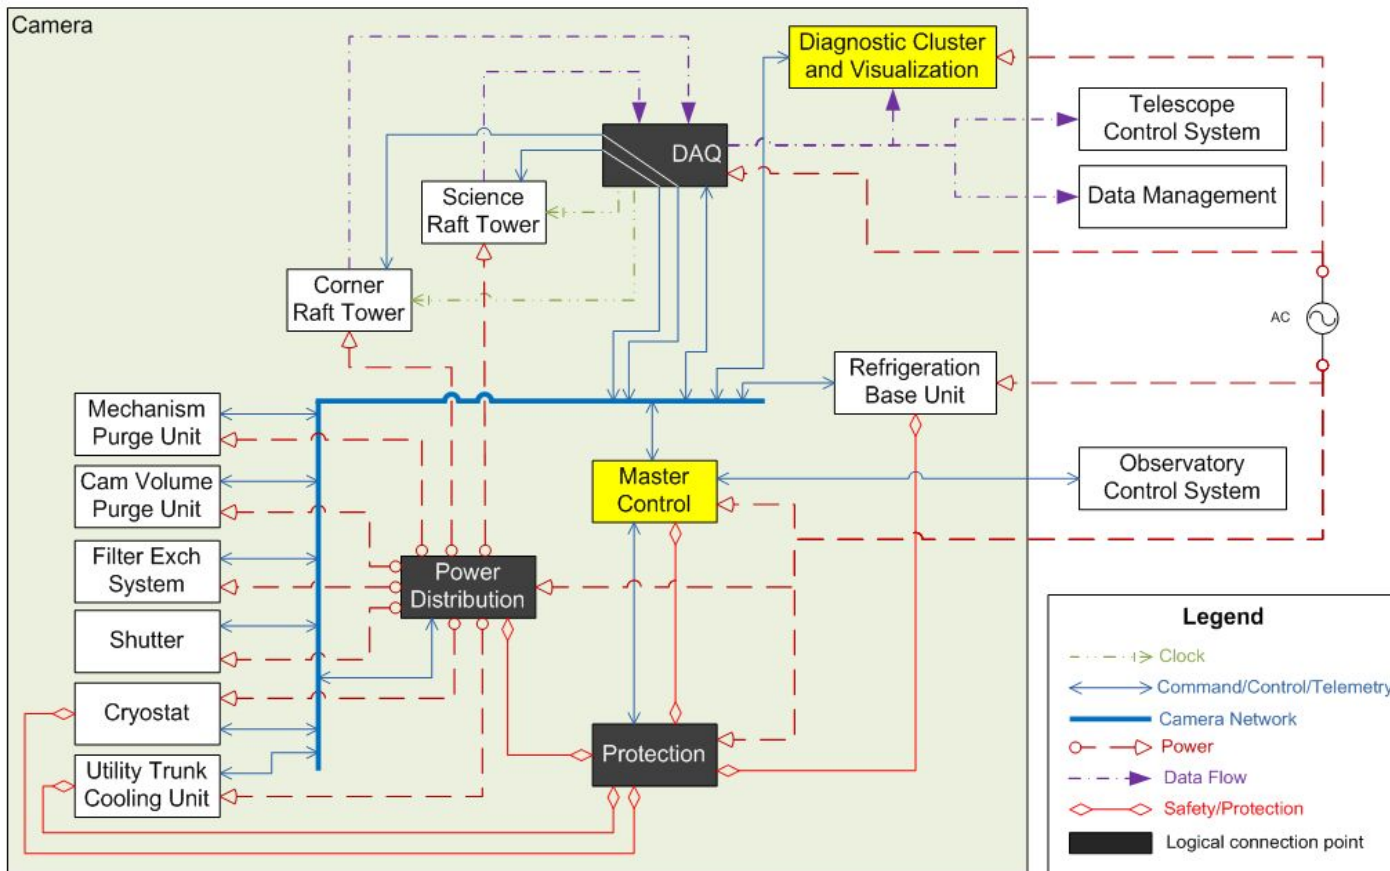 Camera
Diagnostic Cluster
and Visualization
Telescope
Control System
DAQ
Data Management
Science
Raft Tower
Corner
Raft Tower
AC
Refrigeration
Base Unit
Mechanism
Purge Unit
Master
Control
Observatory
Control System
Cam Volume
Purge Unit
Filter Exch
System
Power
Distribution
Shutter
Cryostat
Protection
Utility Trunk
Cooling Unit
Legend
Clock
Command/Control/Telemetry
Camera Network
Power
Data Flow
Safety/Protection
Logical connection point